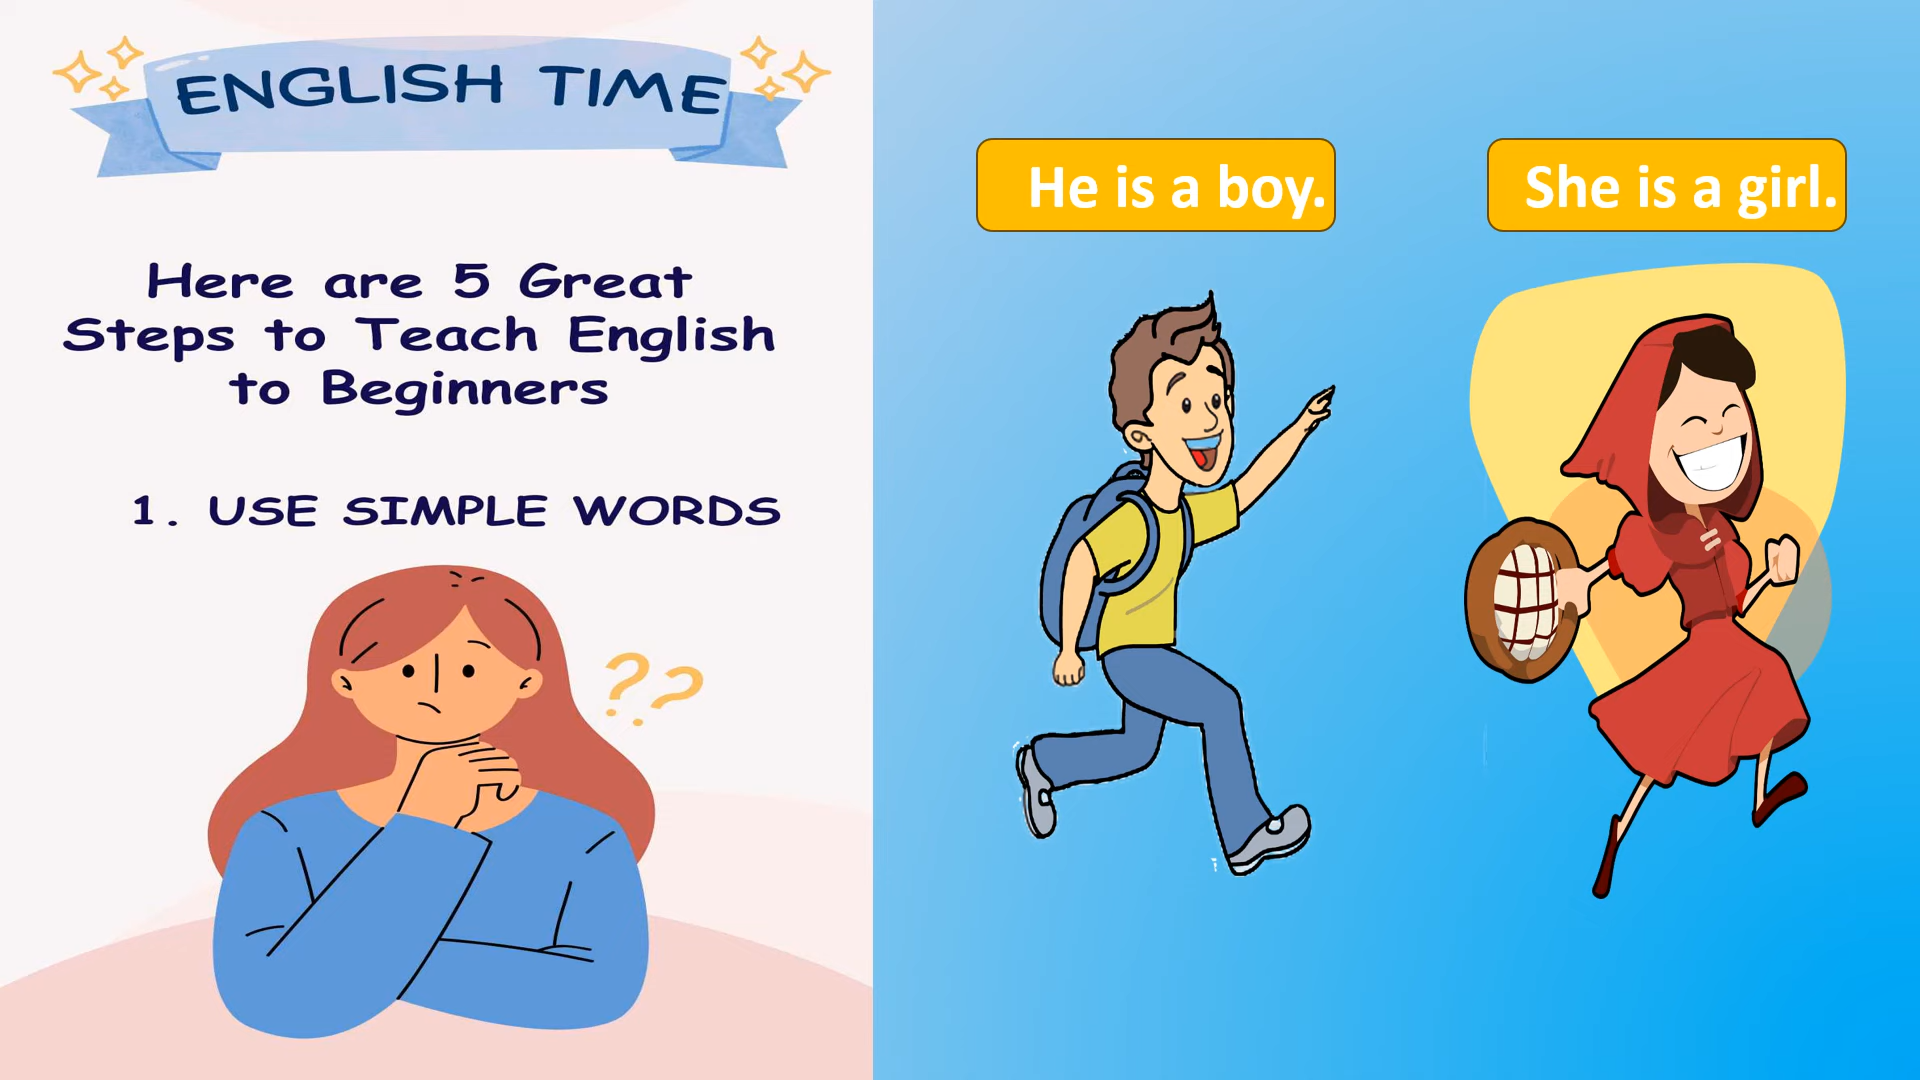 ENGLISH TIME
Here are 5 Great
Steps to Teach English
to Beginners
1. USE SIMPLE WORDS
??
He is a boy.
She is a girl.